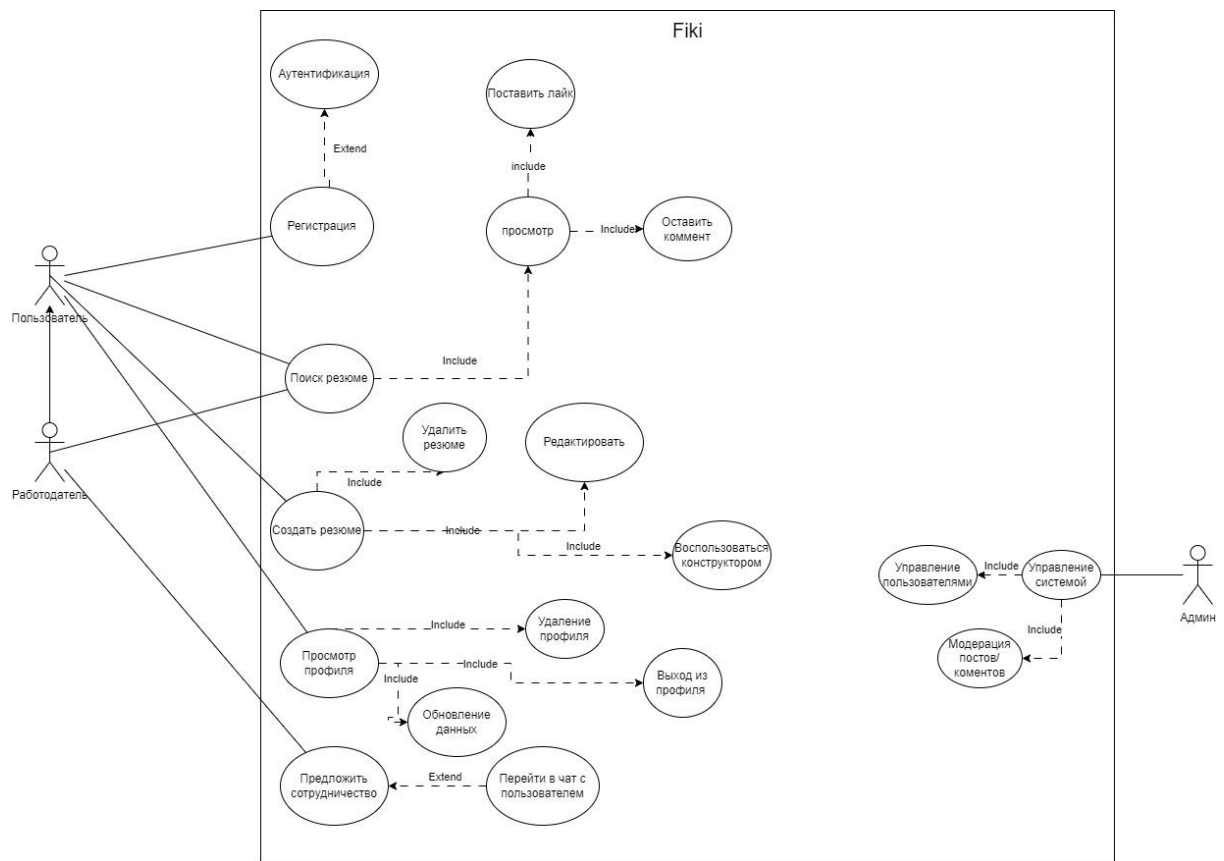 Fiki
Аутентификация
Поставить лайк
Extend
include
Регистрация
просмотр
Include
Оставить
коммент
Пользователь
Поиск резюме
Include
Удалить
резюме
Редактировать
Работодатель
Include
Создать резюме
Include
Include
Воспользоваться
конструктором
Управление
пользователями
Include
Управление
системой
Админ
Include
Модерация
постов/
коментов
Просмотр
профиля
Include
Удаление
профиля
Include
Include
Выход из
профиля
Обновление
данных
Предложить
сотрудничество
Extend
Перейти в чат с
пользователем